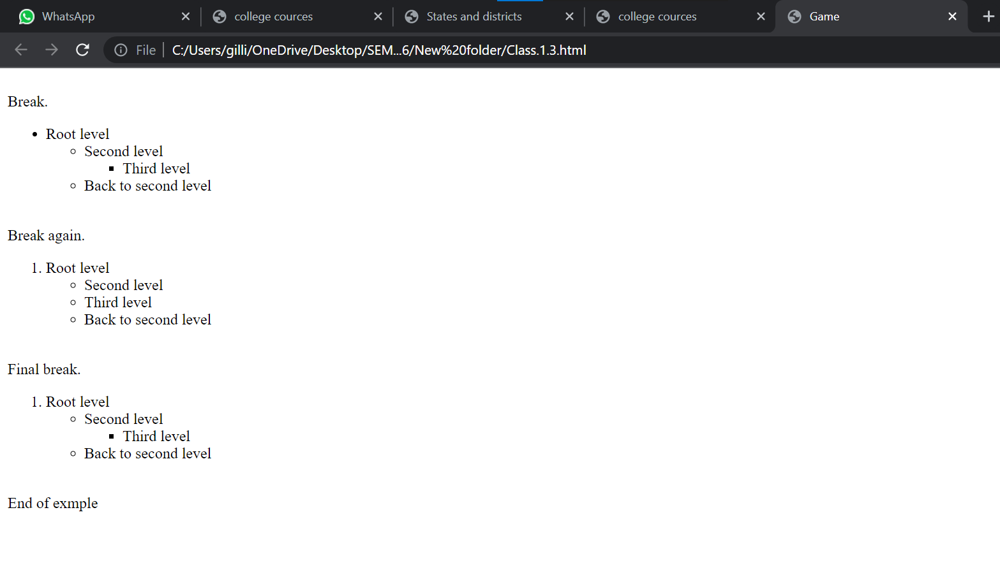 WhatsApp
college cources
States and districts
college cources
Game
File
C:/Users/gilli/OneDrive/Desktop/SEM...6/New%20folder/Class.1.3.html
Break.
Root level
Second level
Third level
Back to second level
Break again.
1. Root level
Second level
Third level
Back to second level
Final break.
1. Root level
Second level
Third level
Back to second level
End of exmple